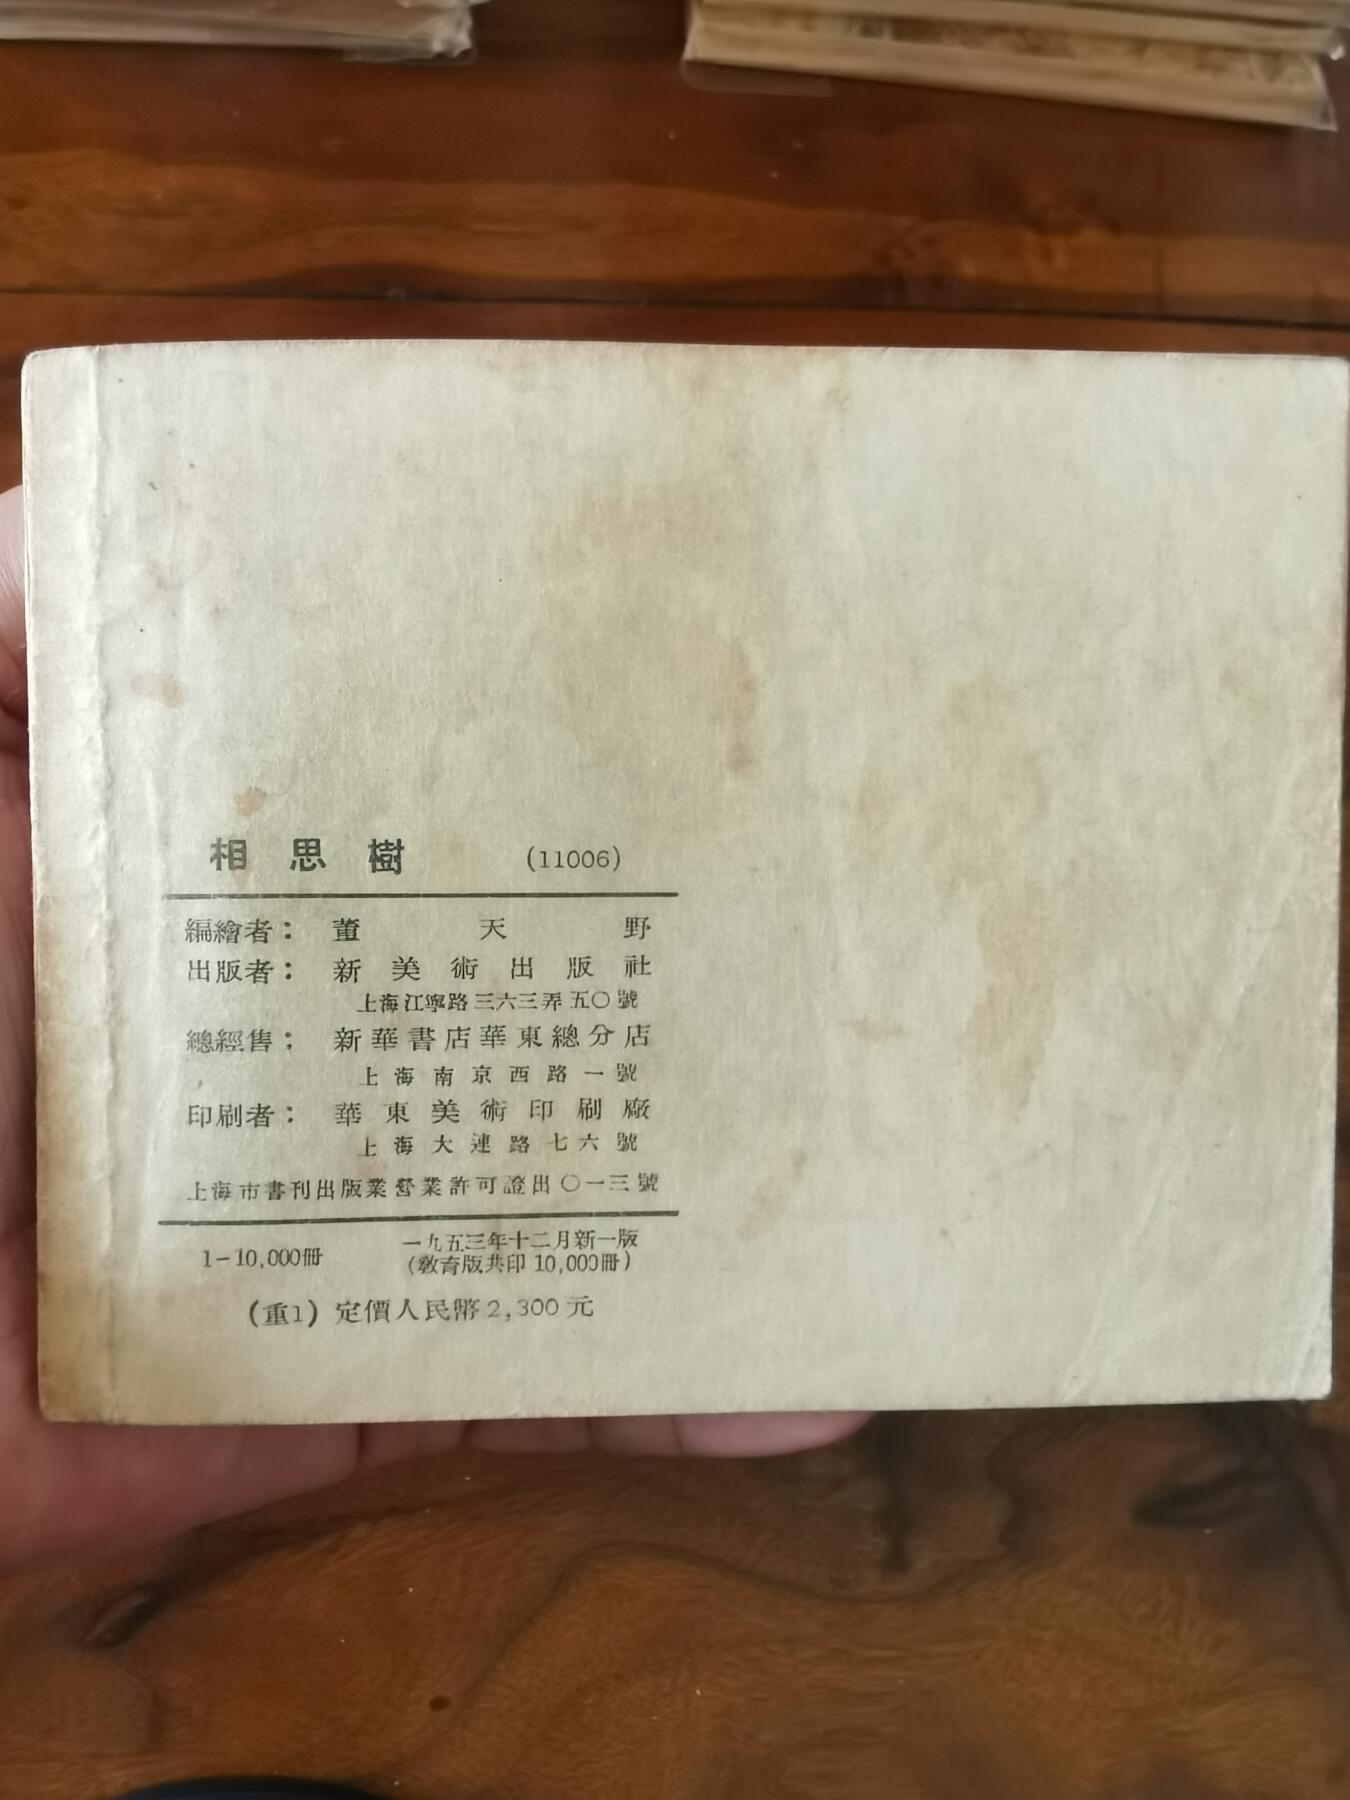 相思樹 (11006)
編繪者：董天野
出版者：新美術出版社
上海江寧路三六三弄五〇號
總經售：新華書店華東總分店
上海南京西路一號
印刷者：華東美術印刷廠
上海大連路七六號
上海市書刊出版業營業許可證出〇一三號
1-10,000冊 一九五三年十二月新一版
(教育版共印10,000冊)
(重1) 定價人民幣2,300元